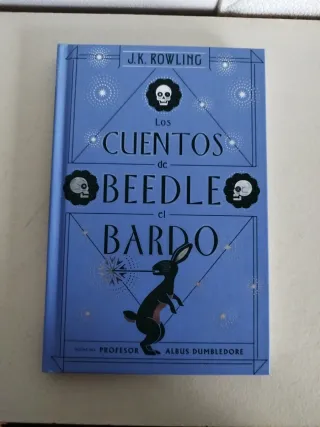 J.K. ROWLING
Los
CUENTOS
de
BEEDLE
el
BARDO
PROFESOR ALBUS DUMBLEDORE